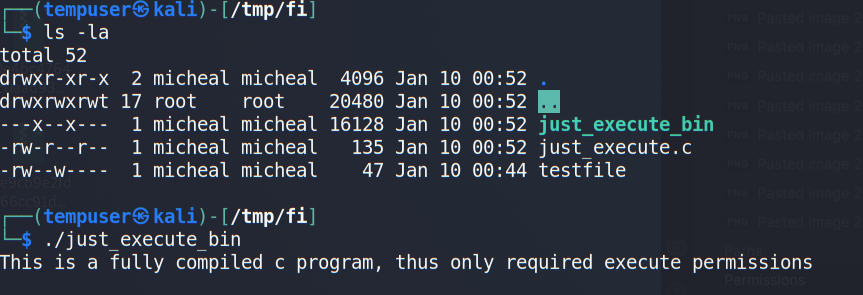 ┌──(tempuser㉿kali)-[/tmp/fi]
└─$ ls -la
total 52
drwxr-xr-x  2 micheal micheal  4096 Jan 10 00:52 .
drwxrwxrwt 17 root    root    20480 Jan 10 00:52 ..
---x--x---  1 micheal micheal 16128 Jan 10 00:52 just_execute_bin
-rw-r--r--  1 micheal micheal   135 Jan 10 00:52 just_execute.c
-rw--w----  1 micheal micheal    47 Jan 10 00:44 testfile
┌──(tempuser㉿kali)-[/tmp/fi]
└─$ ./just_execute_bin
This is a fully compiled c program, thus only required execute permissions